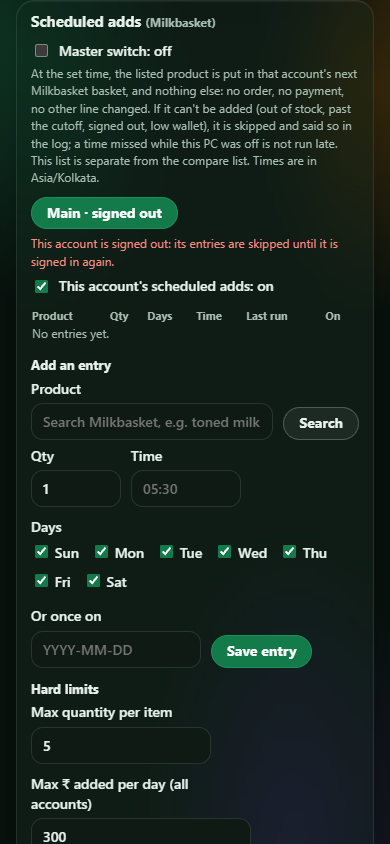 Scheduled adds (Milkbasket)
Master switch: off
At the set time, the listed product is put in that account's next
Milkbasket basket, and nothing else: no order, no payment,
no other line changed. If it can't be added (out of stock, past
the cutoff, signed out, low wallet), it is skipped and said so in
the log; a time missed while this PC was off is not run late.
This list is separate from the compare list. Times are in
Asia/Kolkata.
Main · signed out
This account is signed out: its entries are skipped until it is
signed in again.
This account's scheduled adds: on
Product Qty Days Time Last run On
No entries yet.
Add an entry
Product
Search Milkbasket, e.g. toned milk Search
Qty Time
1 05:30
Days
Sun Mon Tue Wed Thu
Fri Sat
Or once on
YYYY-MM-DD Save entry
Hard limits
Max quantity per item
5
Max ₹ added per day (all
accounts)
300